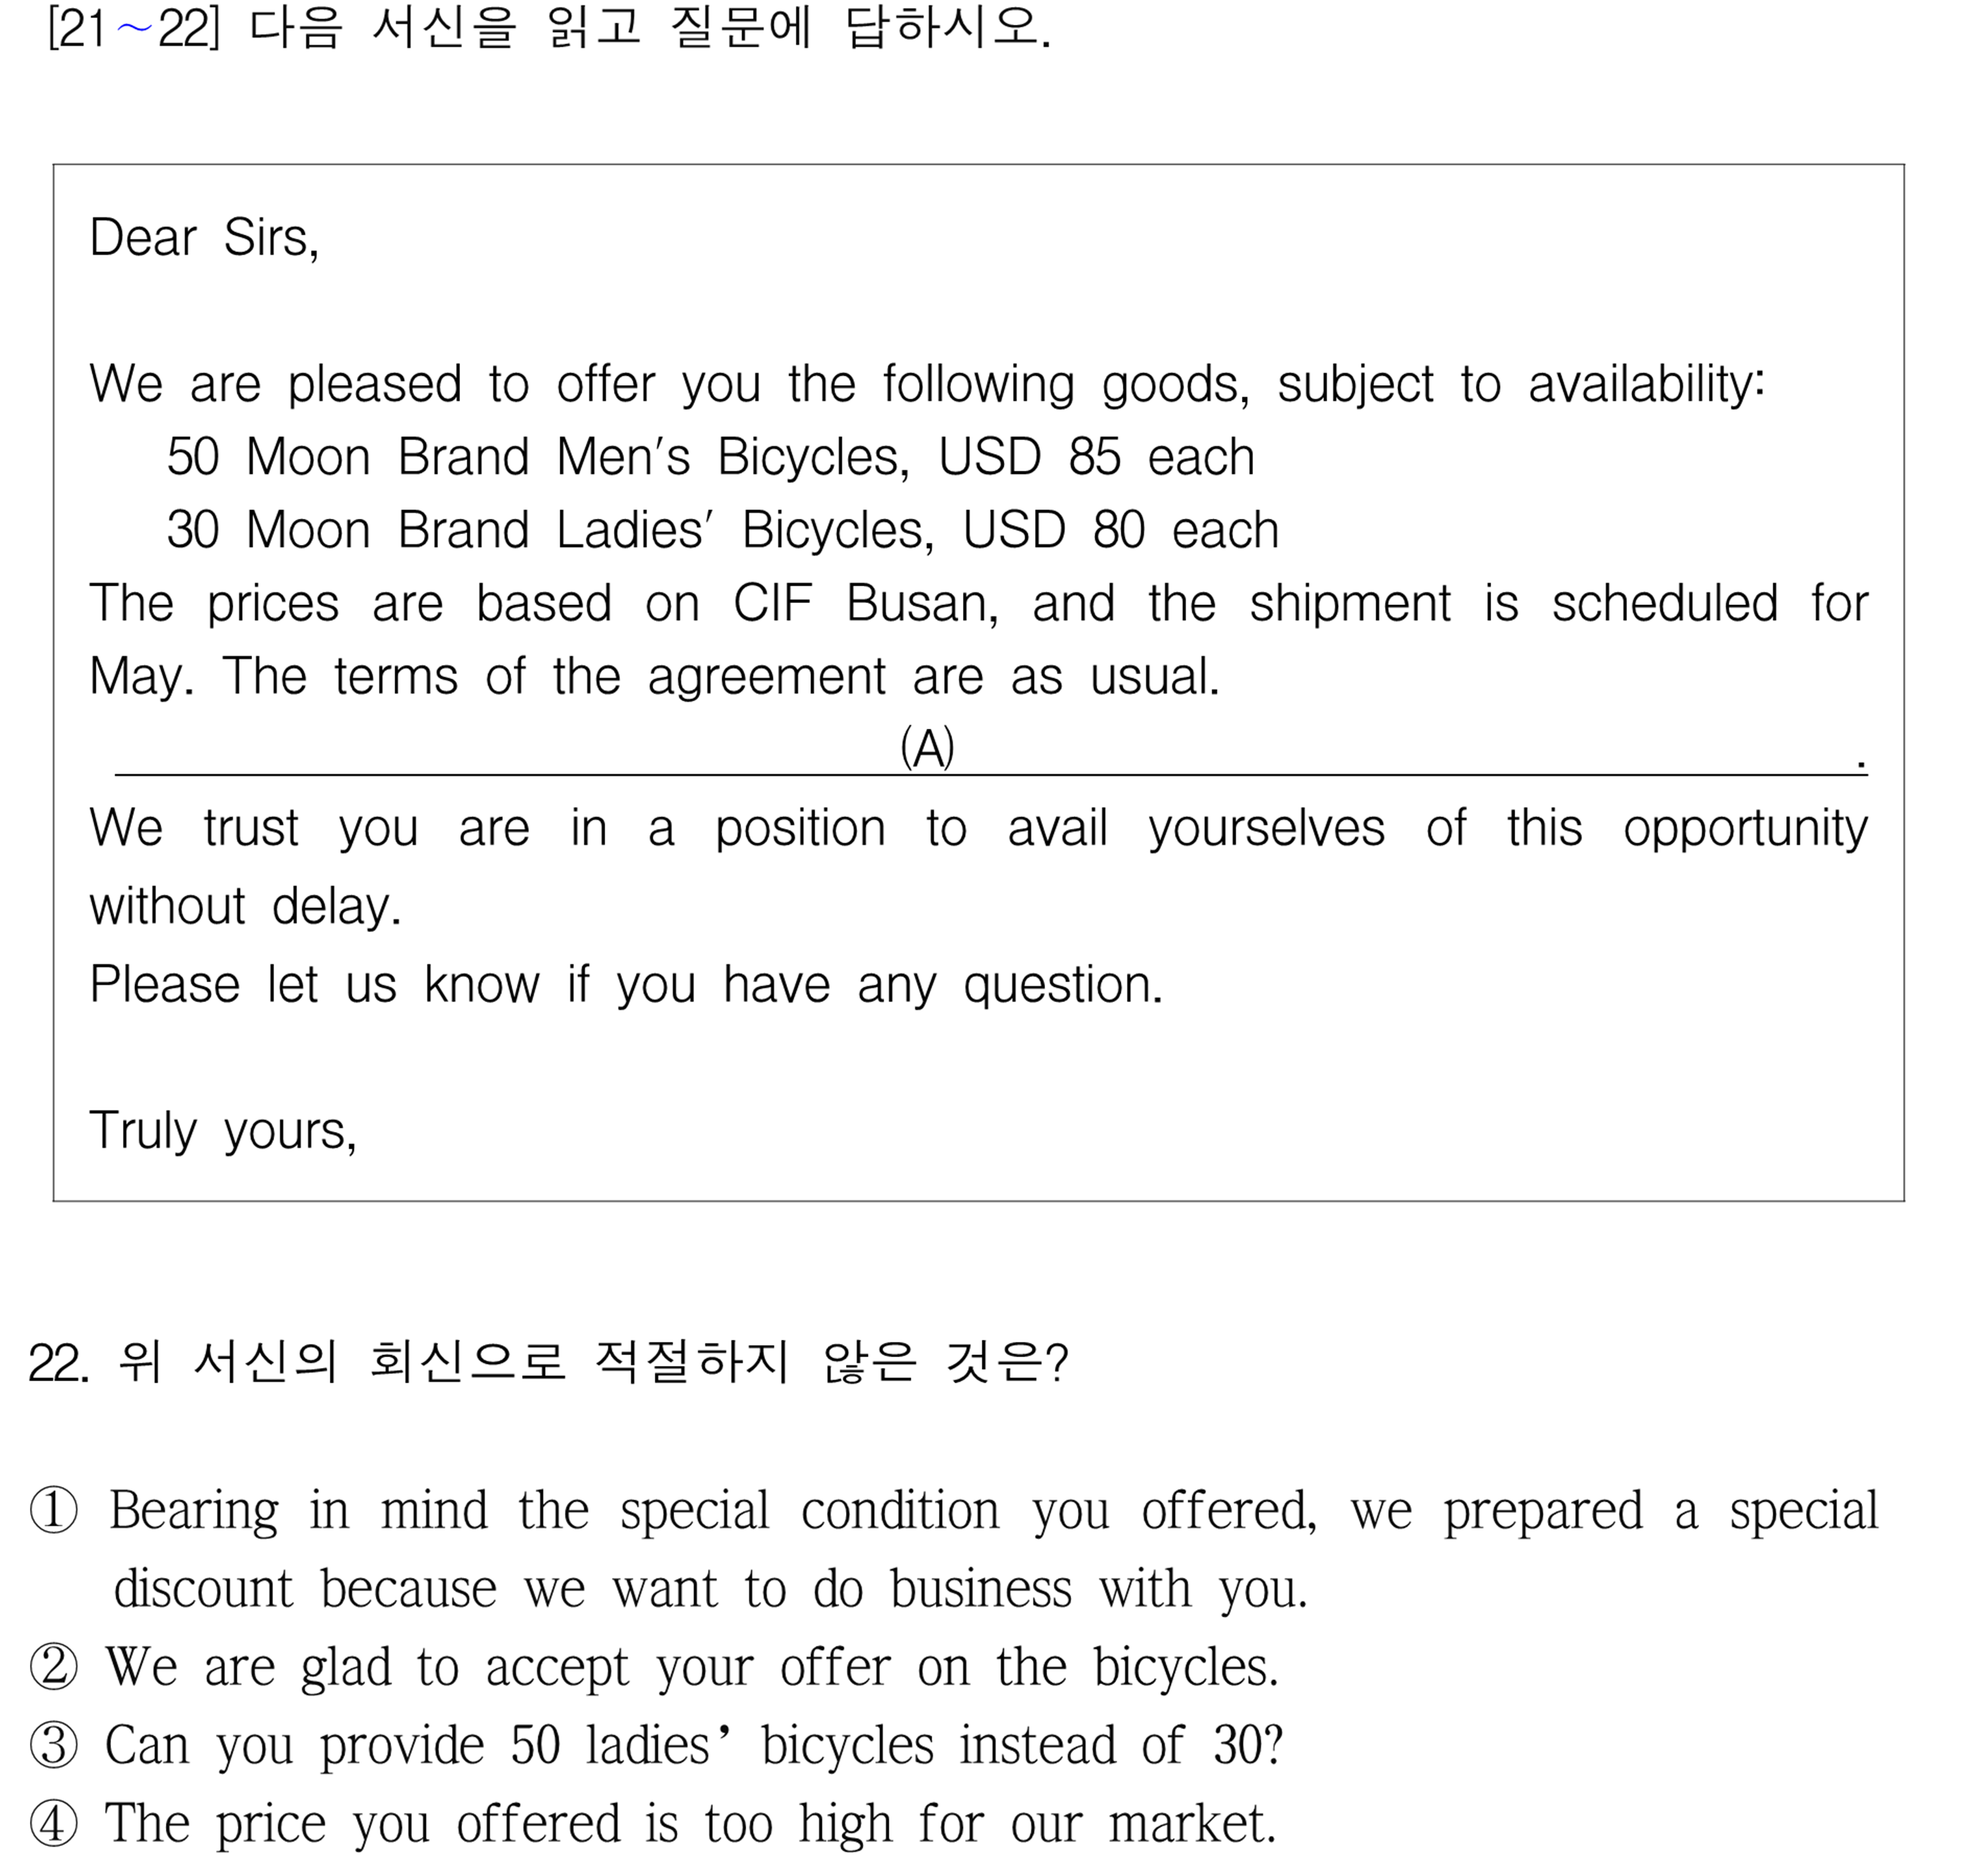 [21~22] 다음 서신을 읽고 질문에 답하시오.
Dear Sirs,
We are pleased to offer you the following goods, subject to availability:
50 Moon Brand Men's Bicycles, USD 85 each
30 Moon Brand Ladies' Bicycles, USD 80 each
The prices are based on CIF Busan, and the shipment is scheduled for
May. The terms of the agreement are as usual.
(A) .
We trust you are in a position to avail yourselves of this opportunity
without delay.
Please let us know if you have any question.
Truly yours,
22. 위 서신의 회신으로 적절하지 않은 것은?
① Bearing in mind the special condition you offered, we prepared a special
discount because we want to do business with you.
② We are glad to accept your offer on the bicycles.
③ Can you provide 50 ladies’ bicycles instead of 30?
④ The price you offered is too high for our market.